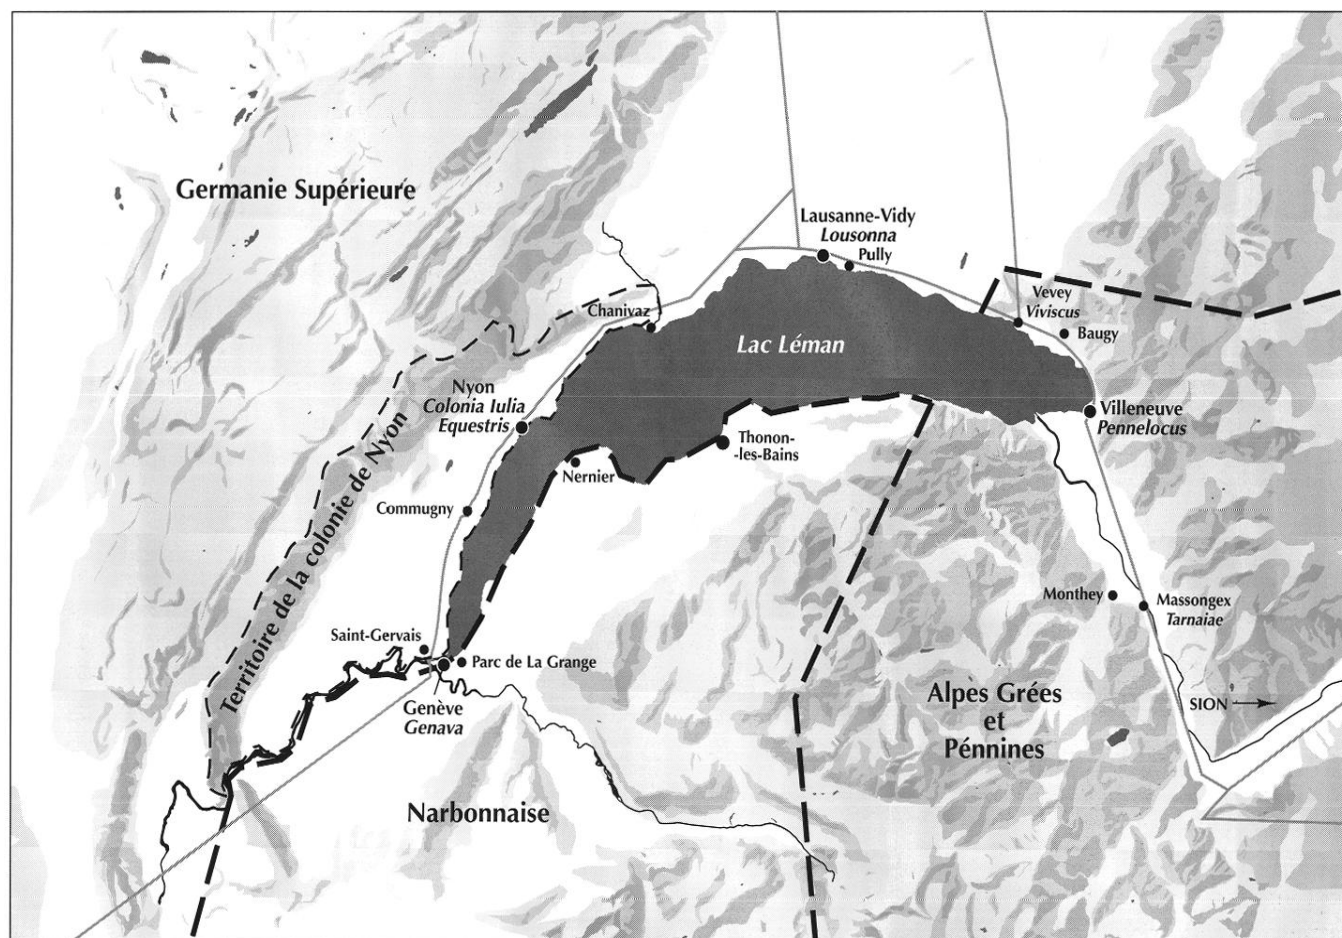 Germanie Supérieure
Lausanne-Vidy
Lousonna
Pully
Vevey
Viviscus
Baugy
Chanivaz
Lac Léman
Nyon
Colonia Iulia
Equestris
Villeneuve
Pennelocus
Thonon-
-les-Bains
Nernier
Territoire de la colonie de Nyon
Commugny
Monthey
Massongex
Tarnaiae
Saint-Gervais
Parc de La Grange
Genève
Genava
Alpes Grées
et
Pénnines
SION
Narbonnaise